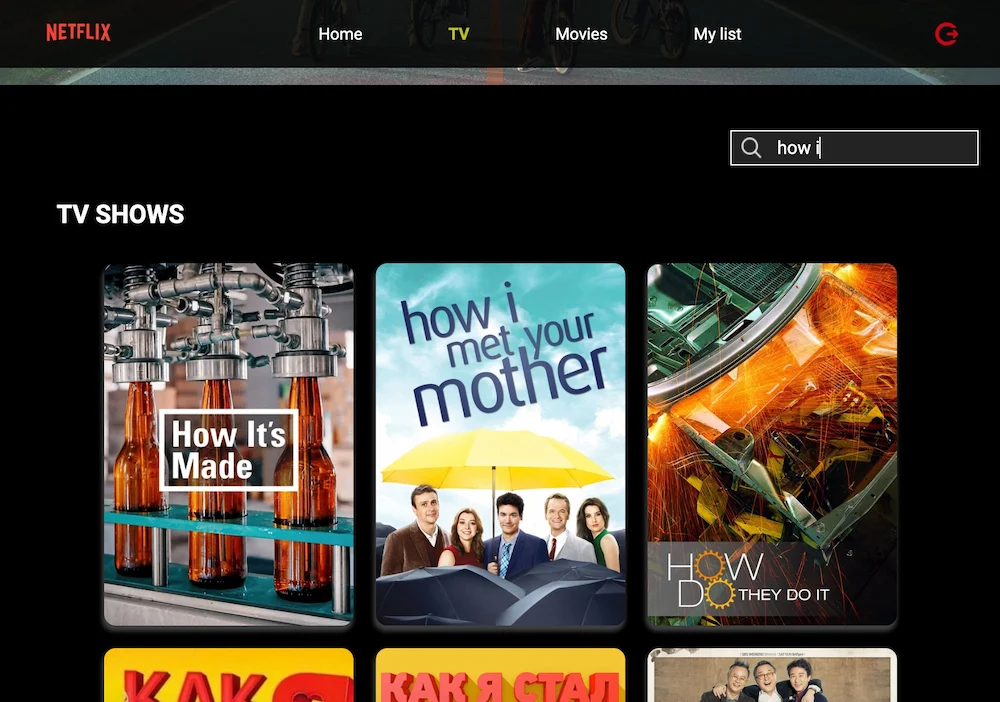 NETFLIX
Home
TV
Movies
My list
how i
TV SHOWS
How It's
Made
how i
met your
mother
HOW
DO THEY DO IT
КАК Я
КАК Я СТАЛ